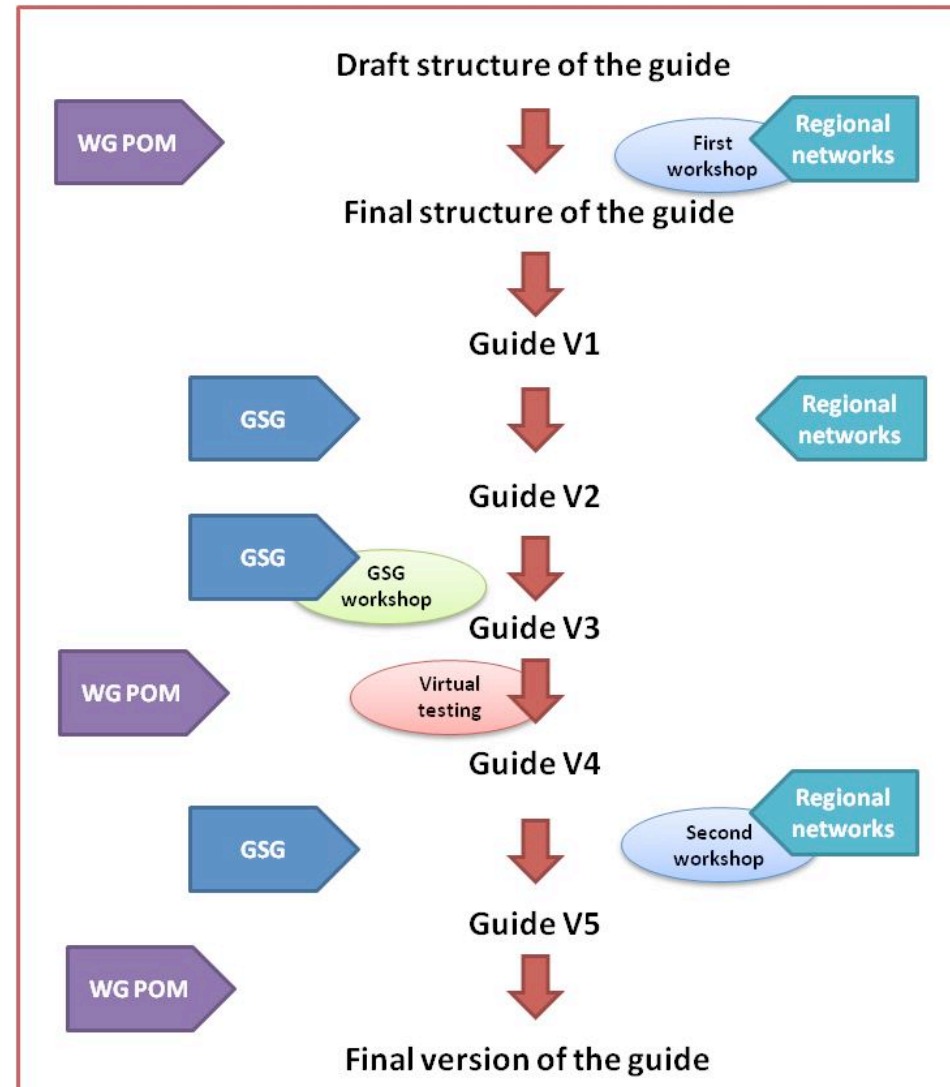 Draft structure of the guide
WG POM
First
workshop
Regional
networks
Final structure of the guide
Guide V1
GSG
Regional
networks
Guide V2
GSG
GSG
workshop
Guide V3
WG POM
Virtual
testing
Guide V4
GSG
Second
workshop
Regional
networks
Guide V5
WG POM
Final version of the guide